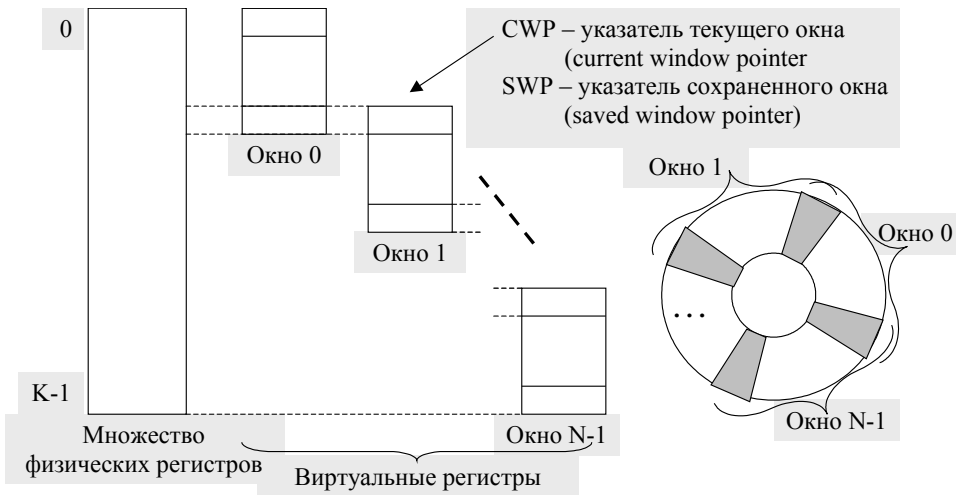 0
CWP – указатель текущего окна
(current window pointer
SWP – указатель сохраненного окна
(saved window pointer)
Окно 0
Окно 1
Окно 1
Окно 0
...
K-1
Окно N-1
Окно N-1
Множество
физических регистров
Виртуальные регистры